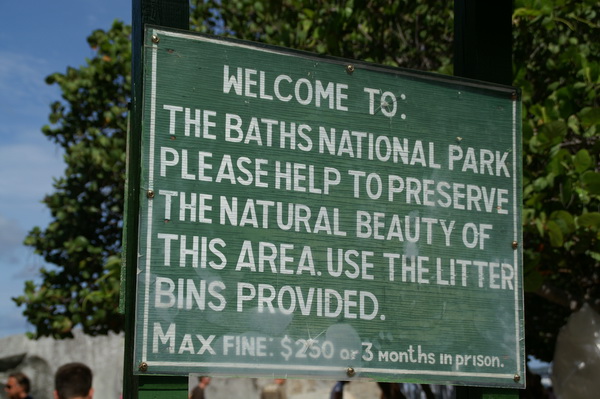 WELCOME TO:
THE BATHS NATIONAL PARK
PLEASE HELP TO PRESERVE
THE NATURAL BEAUTY OF
THIS AREA. USE THE LITTER
BINS PROVIDED.
MAX FINE: $250 or 3 MONTHS IN PRISON.